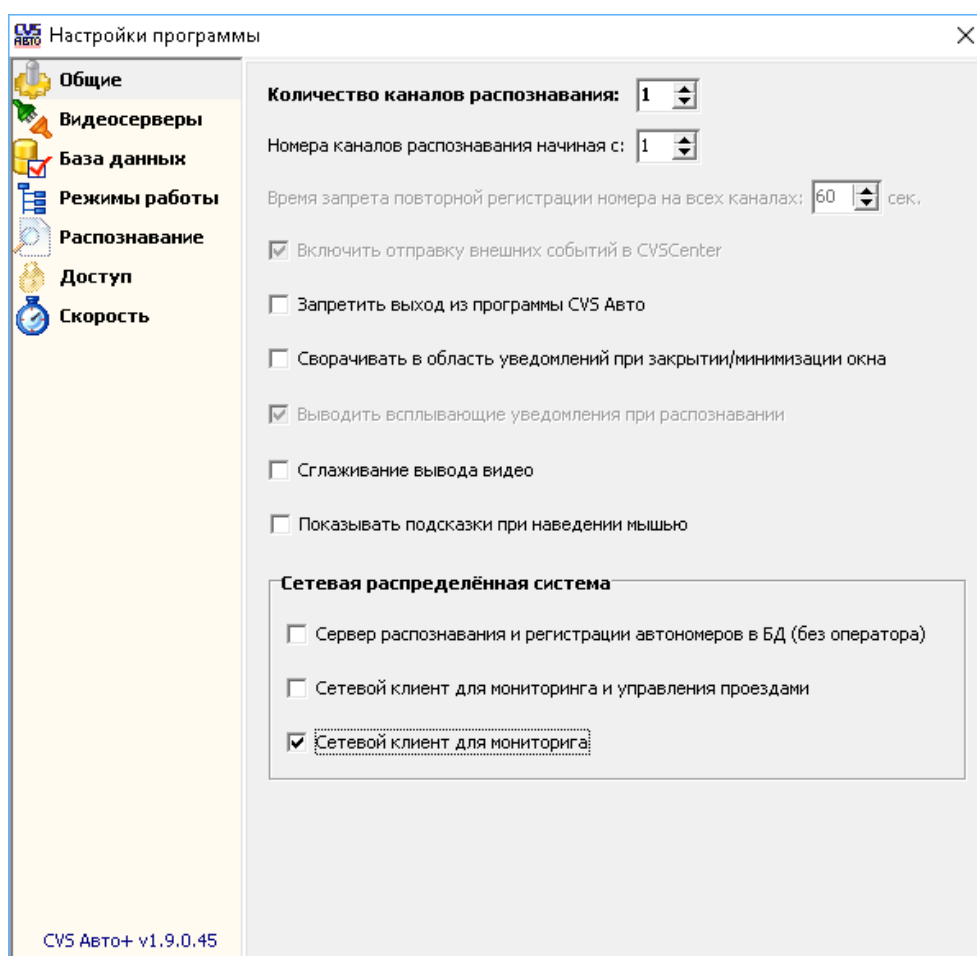 CVS АВТО Настройки программы
Общие
Видеосерверы
База данных
Режимы работы
Распознавание
Доступ
Скорость
CVS Авто+ v1.9.0.45
Количество каналов распознавания: 1
Номера каналов распознавания начиная с: 1
Время запрета повторной регистрации номера на всех каналах: 60 сек.
Включить отправку внешних событий в CVSCenter
Запретить выход из программы CVS Авто
Сворачивать в область уведомлений при закрытии/минимизации окна
Выводить всплывающие уведомления при распознавании
Сглаживание вывода видео
Показывать подсказки при наведении мышью
Сетевая распределённая система
Сервер распознавания и регистрации автономеров в БД (без оператора)
Сетевой клиент для мониторинга и управления проездами
Сетевой клиент для мониторига